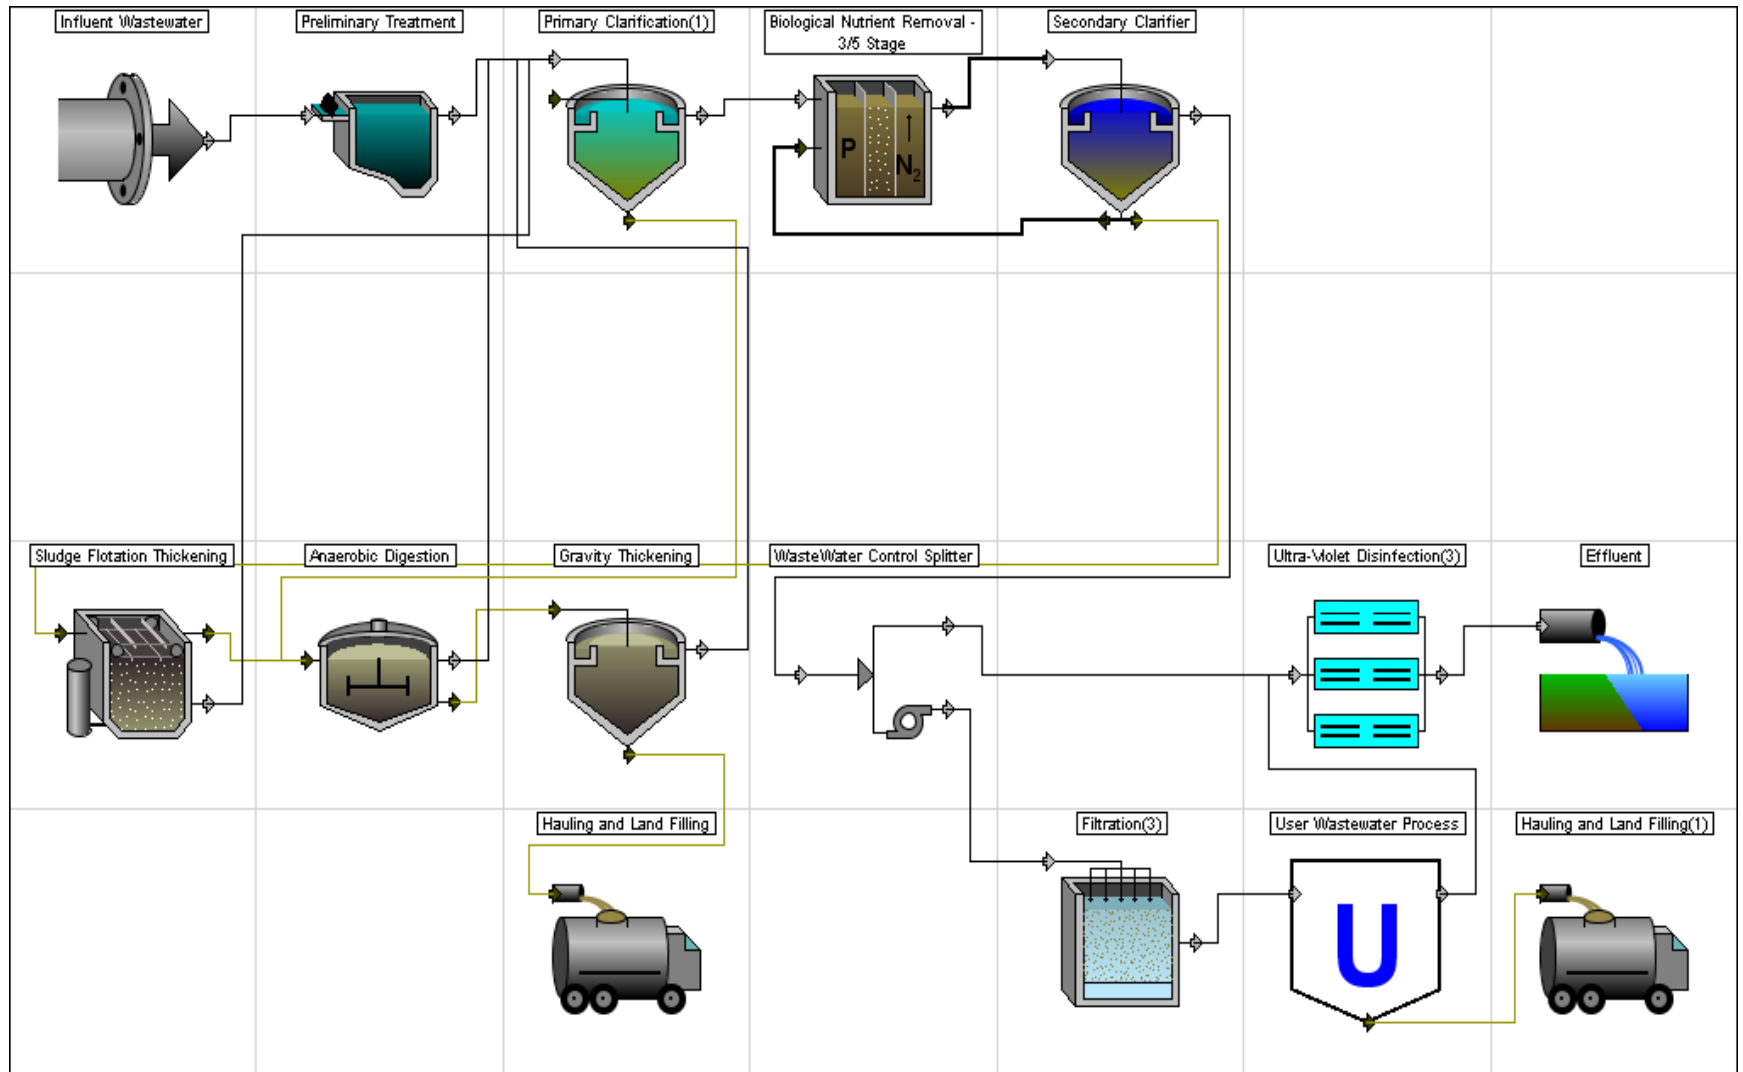 Influent Wastewater
Preliminary Treatment
Primary Clarification(1)
Biological Nutrient Removal -
3/5 Stage
Secondary Clarifier
P
N2
Sludge Flotation Thickening
Anaerobic Digestion
Gravity Thickening
WasteWater Control Splitter
Ultra-Violet Disinfection(3)
Effluent
Hauling and Land Filling
Filtration(3)
User Wastewater Process
Hauling and Land Filling(1)
U